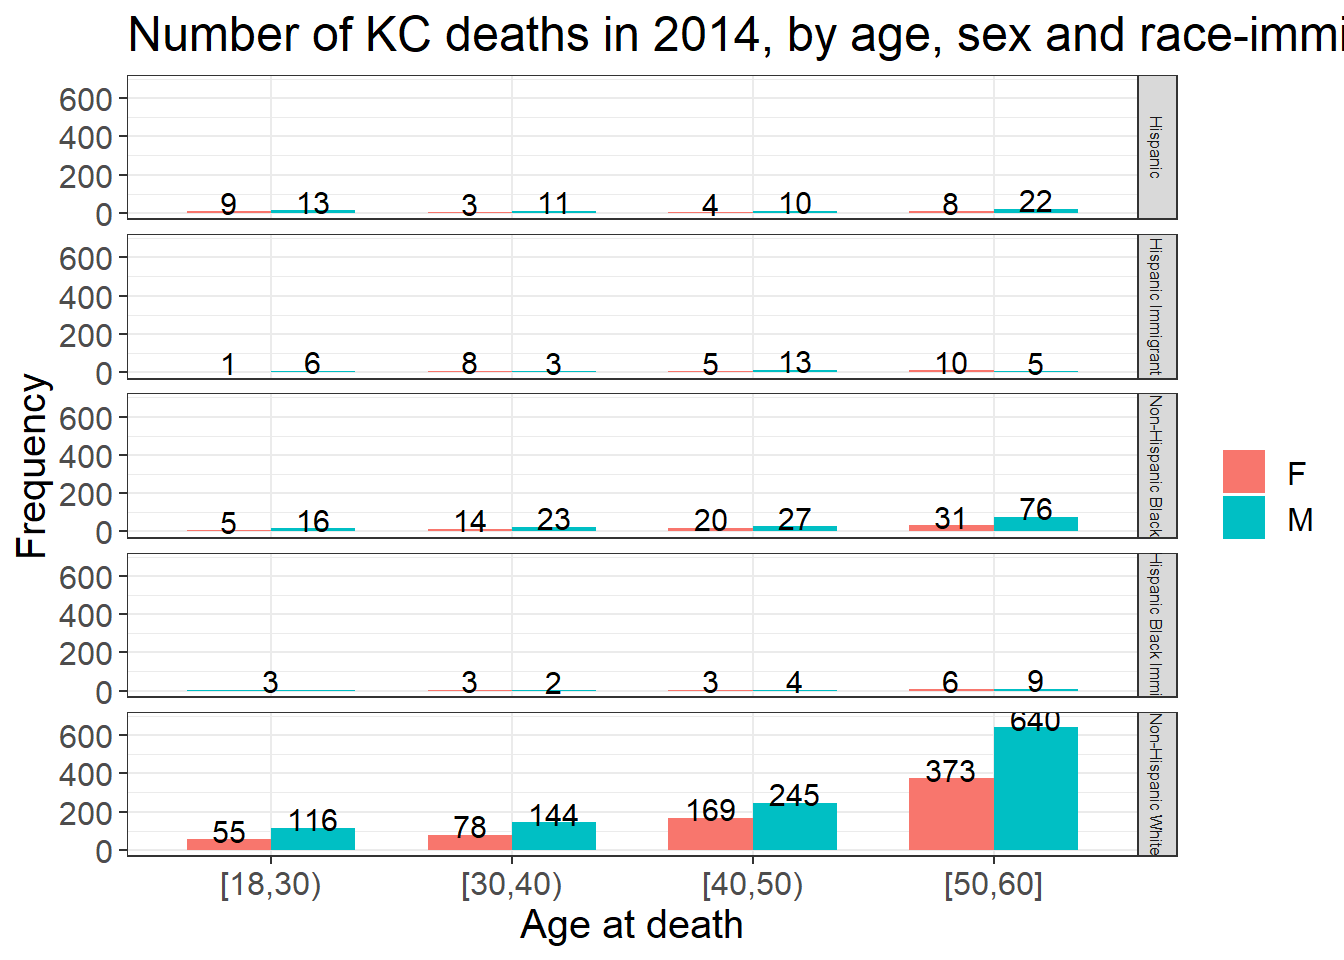 Number of KC deaths in 2014, by age, sex and race-immi
Frequency
600
400
200
0
9 13 3 11 4 10 8 22
Hispanic
600
400
200
0
1 6 8 3 5 13 10 5
Hispanic Immigrant
600
400
200
0
5 16 14 23 20 27 31 76
Non-Hispanic Black
600
400
200
0
3 3 2 3 4 6 9
Hispanic Black Immi
600
400
200
0
55 116 78 144 169 245 373 640
Non-Hispanic White
[18,30) [30,40) [40,50) [50,60]
Age at death
F
M